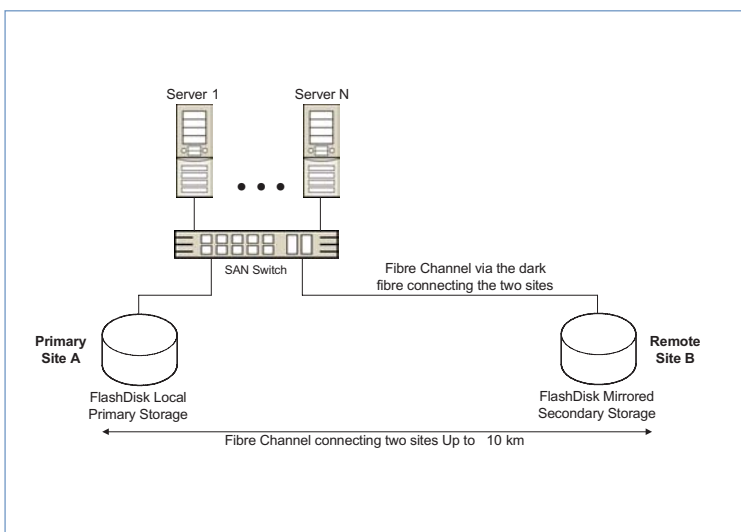 Server 1
Server N
SAN Switch
Fibre Channel via the dark
fibre connecting the two sites
Primary
Site A
Remote
Site B
FlashDisk Local
Primary Storage
FlashDisk Mirrored
Secondary Storage
Fibre Channel connecting two sites Up to 10 km